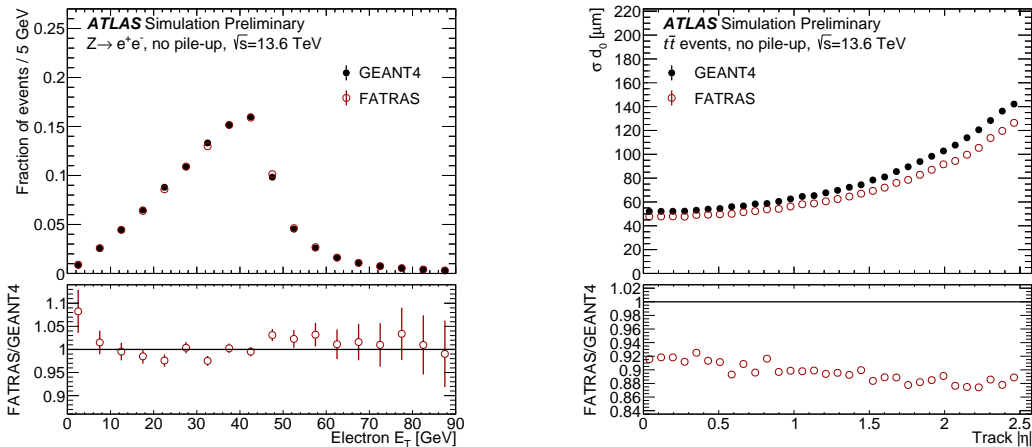 ATLAS Simulation Preliminary
Z→ e⁺e⁻, no pile-up, √s=13.6 TeV
GEANT4
FATRAS
Fraction of events / 5 GeV
0.25
0.2
0.15
0.1
0.05
0
FATRAS/GEANT4
1.1
1.05
1
0.95
0.9
0 10 20 30 40 50 60 70 80 90
Electron E_T [GeV]
ATLAS Simulation Preliminary
tt̄ events, no pile-up, √s=13.6 TeV
GEANT4
FATRAS
σ d₀ [μm]
220
200
180
160
140
120
100
80
60
40
20
0
FATRAS/GEANT4
1.02
1
0.98
0.96
0.94
0.92
0.90
0.88
0.86
0.84
0 0.5 1 1.5 2 2.5
Track |η|